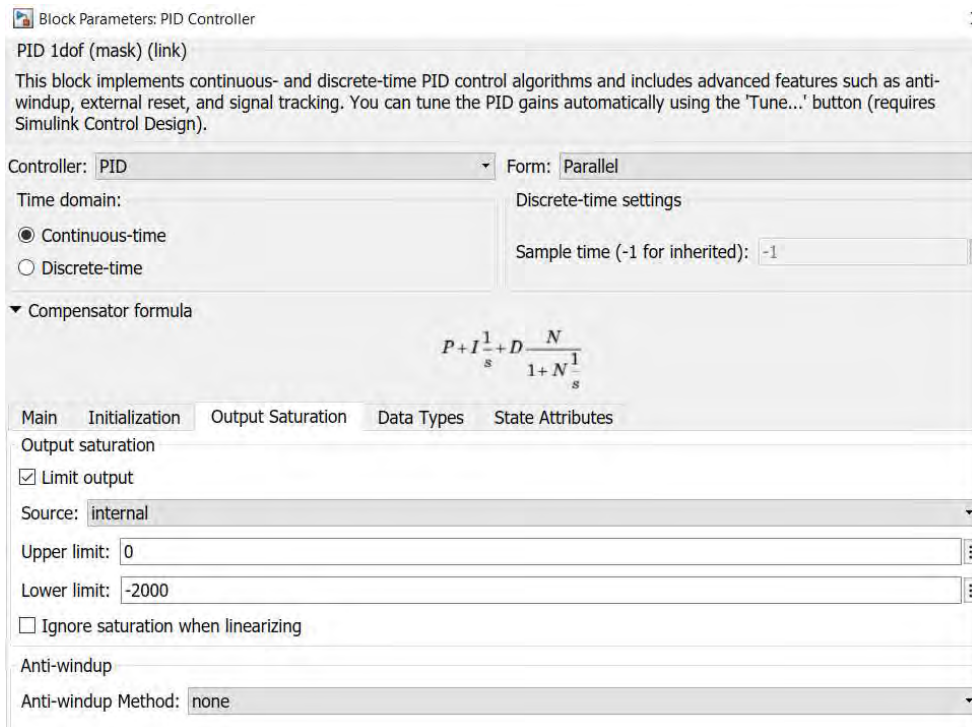 Block Parameters: PID Controller
PID 1dof (mask) (link)
This block implements continuous- and discrete-time PID control algorithms and includes advanced features such as anti-
windup, external reset, and signal tracking. You can tune the PID gains automatically using the 'Tune...' button (requires
Simulink Control Design).
Controller: PID Form: Parallel
Time domain: Discrete-time settings
Continuous-time
Sample time (-1 for inherited): -1
Discrete-time
Compensator formula
P + I 1/s + D N/(1 + N 1/s)
Main Initialization Output Saturation Data Types State Attributes
Output saturation
Limit output
Source: internal
Upper limit: 0
Lower limit: -2000
Ignore saturation when linearizing
Anti-windup
Anti-windup Method: none